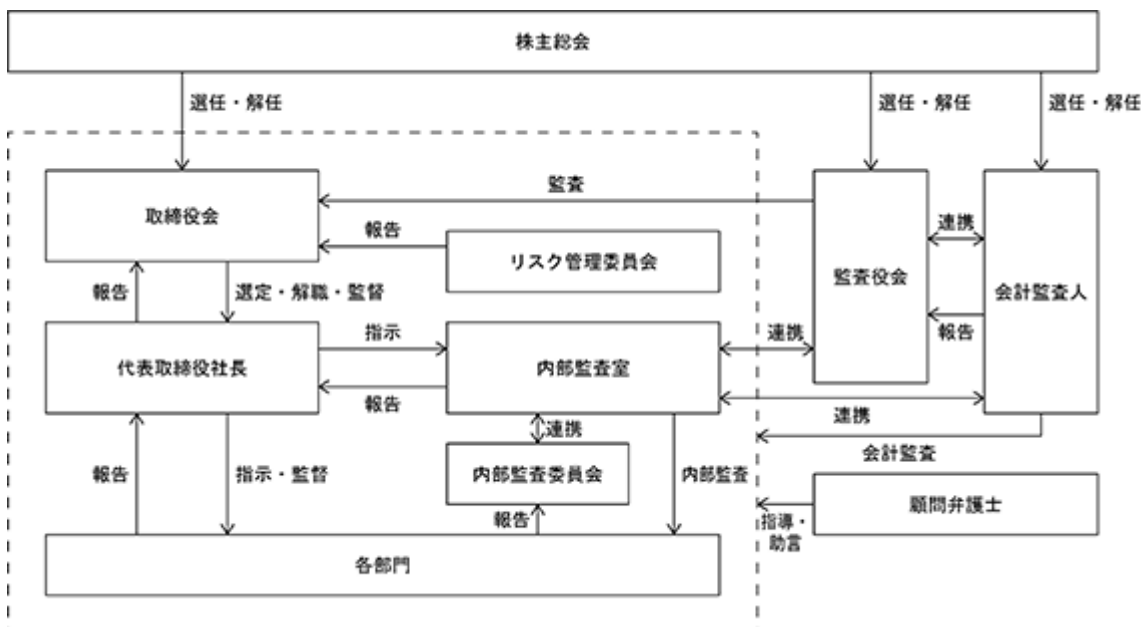 株主総会
選任・解任
選任・解任
選任・解任
監査
取締役会
報告
リスク管理委員会
監査役会
連携
会計監査人
報告
選定・解職・監督
報告
代表取締役社長
指示
内部監査室
連携
報告
連携
連携
会計監査
報告
指示・監督
内部監査委員会
内部監査
顧問弁護士
報告
指導・
助言
各部門